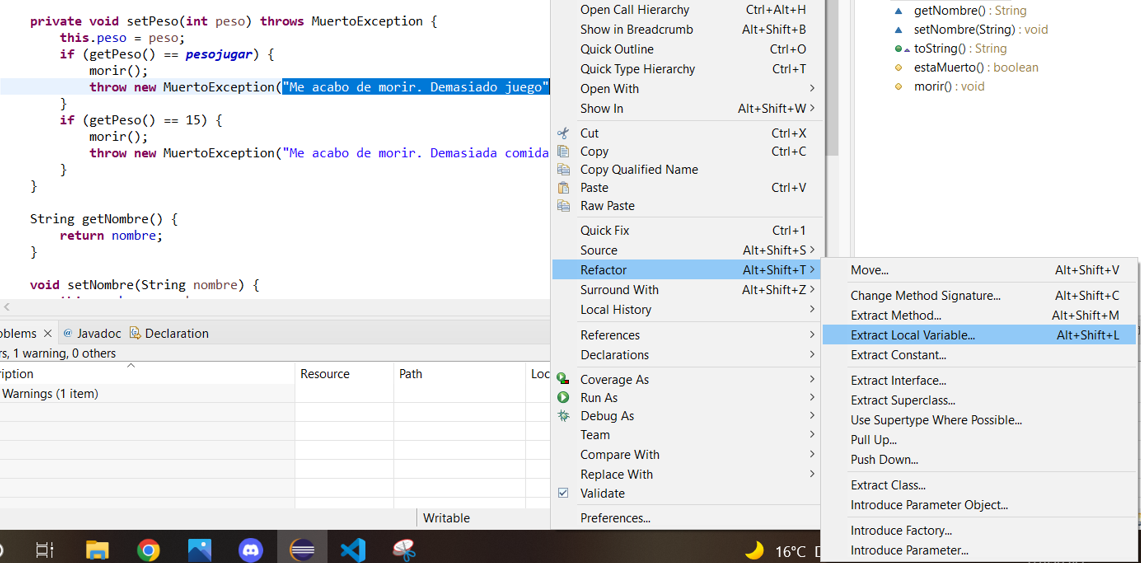 private void setPeso(int peso) throws MuertoException {
this.peso = peso;
if (getPeso() == pesojugar) {
morir();
throw new MuertoException("Me acabo de morir. Demasiado juego"
}
if (getPeso() == 15) {
morir();
throw new MuertoException("Me acabo de morir. Demasiada comida
}
}
String getNombre() {
return nombre;
}
void setNombre(String nombre) {
oblems
@ Javadoc
Declaration
rs, 1 warning, 0 others
ription
Resource
Path
Loc
Warnings (1 item)
Writable
Open Call Hierarchy Ctrl+Alt+H
Show in Breadcrumb Alt+Shift+B
Quick Outline Ctrl+O
Quick Type Hierarchy Ctrl+T
Open With >
Show In Alt+Shift+W >
Cut Ctrl+X
Copy Ctrl+C
Copy Qualified Name
Paste Ctrl+V
Raw Paste
Quick Fix Ctrl+1
Source Alt+Shift+S >
Refactor Alt+Shift+T >
Surround With Alt+Shift+Z >
Local History >
References >
Declarations >
Coverage As >
Run As >
Debug As >
Team >
Compare With >
Replace With >
Validate
Preferences...
getNombre() : String
setNombre(String) : void
toString() : String
estaMuerto() : boolean
morir() : void
Move... Alt+Shift+V
Change Method Signature... Alt+Shift+C
Extract Method... Alt+Shift+M
Extract Local Variable... Alt+Shift+L
Extract Constant...
Extract Interface...
Extract Superclass...
Use Supertype Where Possible...
Pull Up...
Push Down...
Extract Class...
Introduce Parameter Object...
Introduce Factory...
Introduce Parameter...
16°C